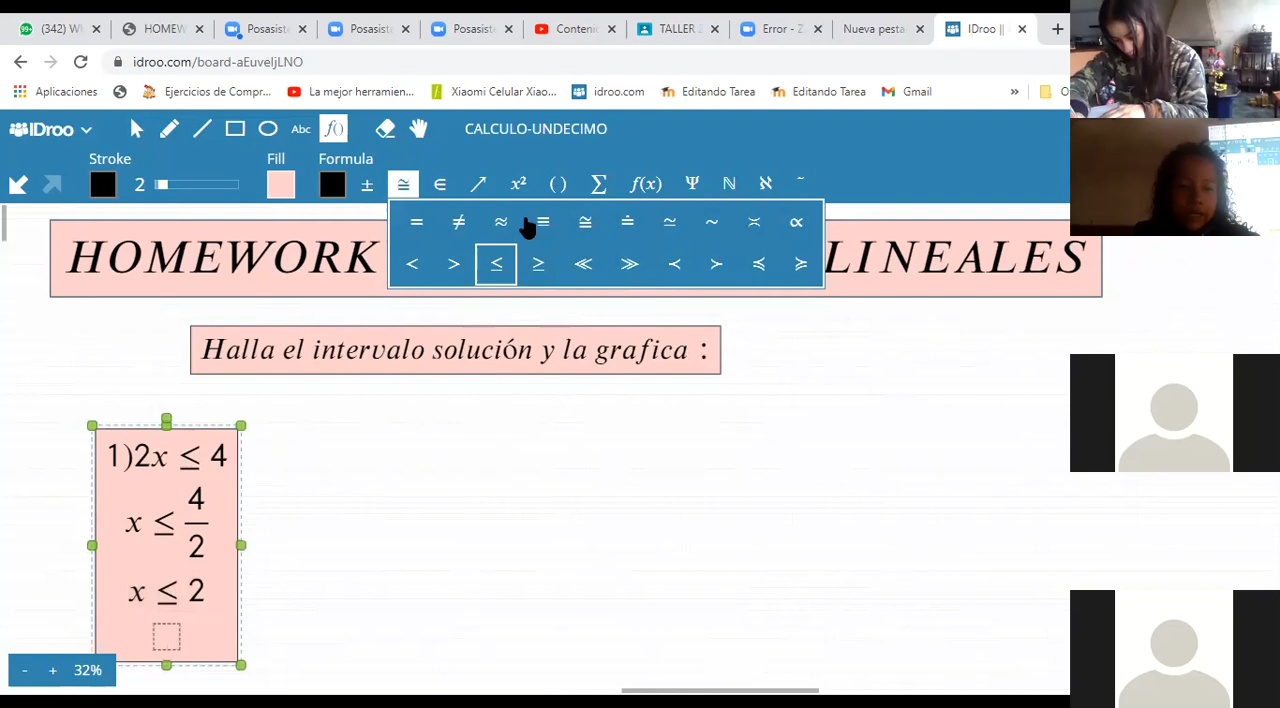 (342) W
HOMEW
Posasist
Posasist
Posasist
Conteni
TALLER 2
Error - Z
Nueva pesta
IDroo ||
idroo.com/board-aEuveIjLNO
Aplicaciones
Ejercicios de Compr...
La mejor herramien...
Xiaomi Celular Xiao...
idroo.com
Editando Tarea
Editando Tarea
Gmail
»
IDroo
Abc
f()
CALCULO-UNDECIMO
Stroke
Fill
Formula
2
± ≅ ∈ x² ( ) ∑ f(x) Ψ ℕ ℵ ~
= ≠ ≈ ≡ ≅ ≐ ≃ ~ ≍ ∝
< > ≤ ≥ ≪ ≫ ≺ ≻ ≼ ≽
HOMEWORK LINEALES
Halla el intervalo solución y la grafica :
1)2x ≤ 4
x ≤ 4/2
x ≤ 2
- + 32%